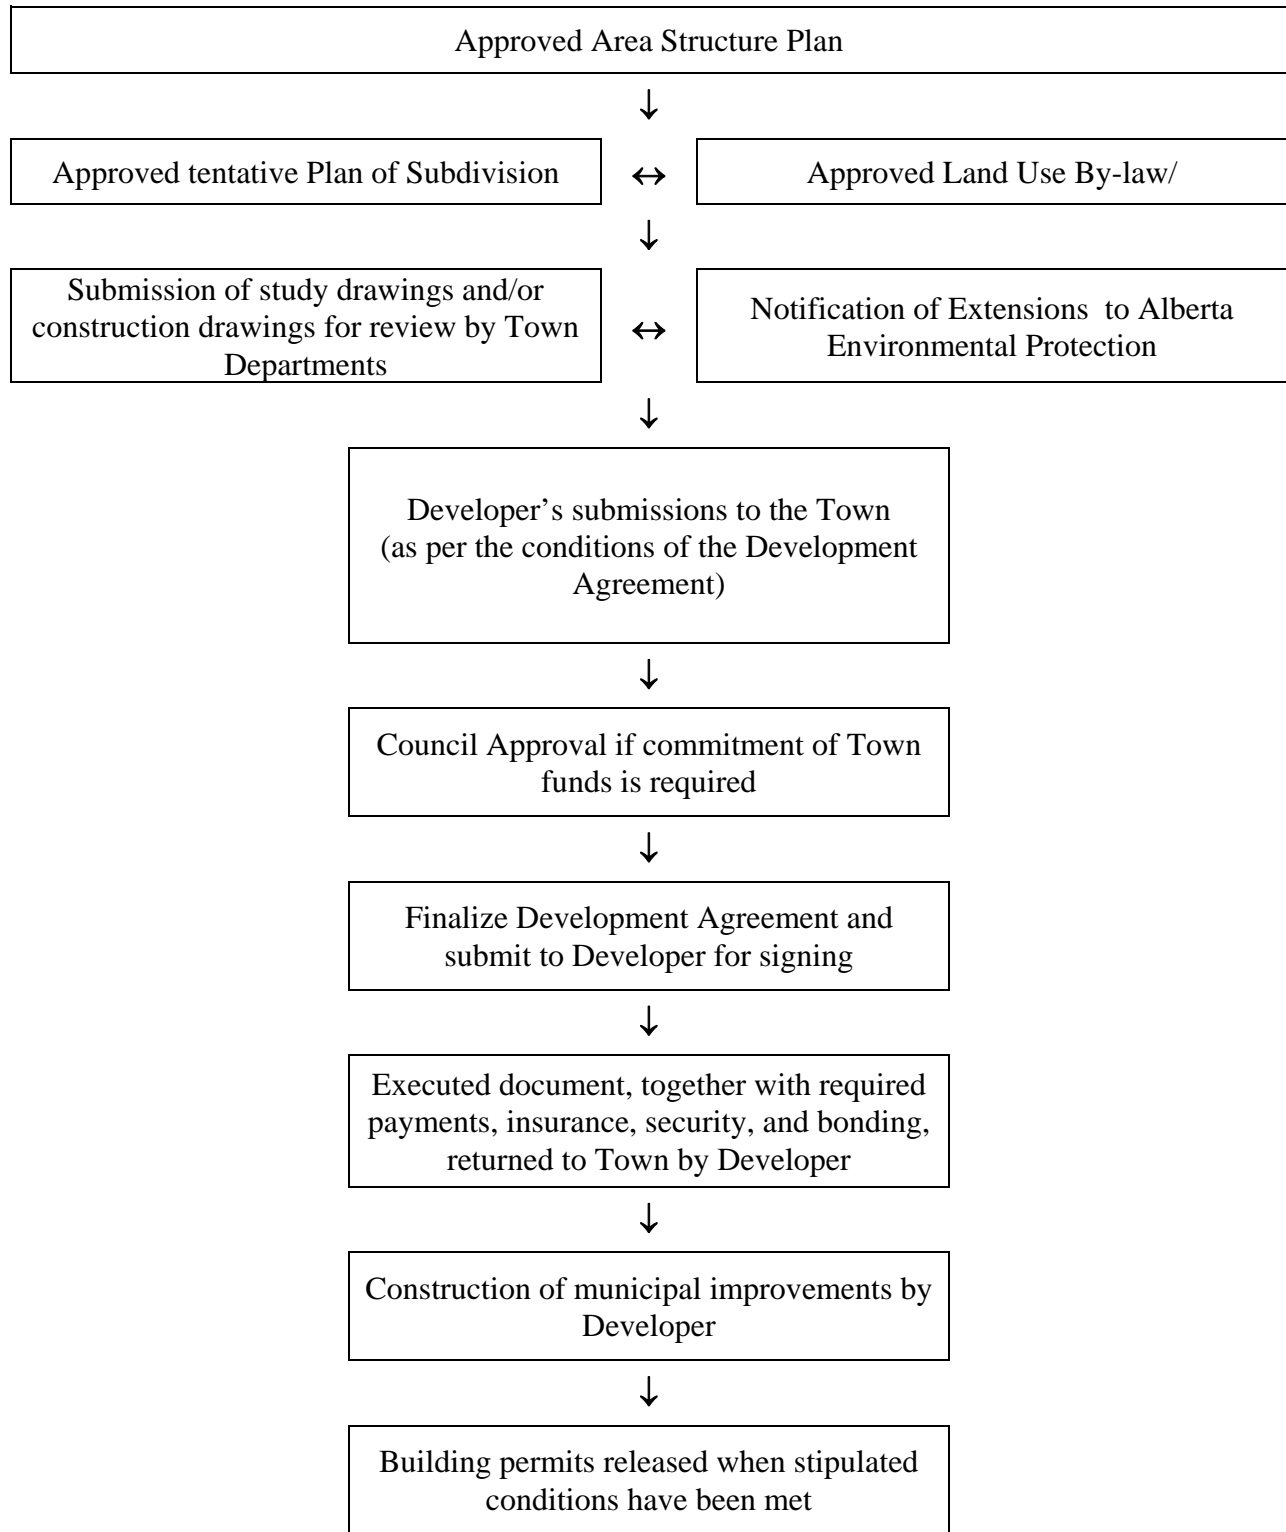 Approved Area Structure Plan
↓
Approved tentative Plan of Subdivision
↔
Approved Land Use By-law/
↓
Submission of study drawings and/or
construction drawings for review by Town
Departments
↔
Notification of Extensions to Alberta
Environmental Protection
↓
Developer’s submissions to the Town
(as per the conditions of the Development
Agreement)
↓
Council Approval if commitment of Town
funds is required
↓
Finalize Development Agreement and
submit to Developer for signing
↓
Executed document, together with required
payments, insurance, security, and bonding,
returned to Town by Developer
↓
Construction of municipal improvements by
Developer
↓
Building permits released when stipulated
conditions have been met